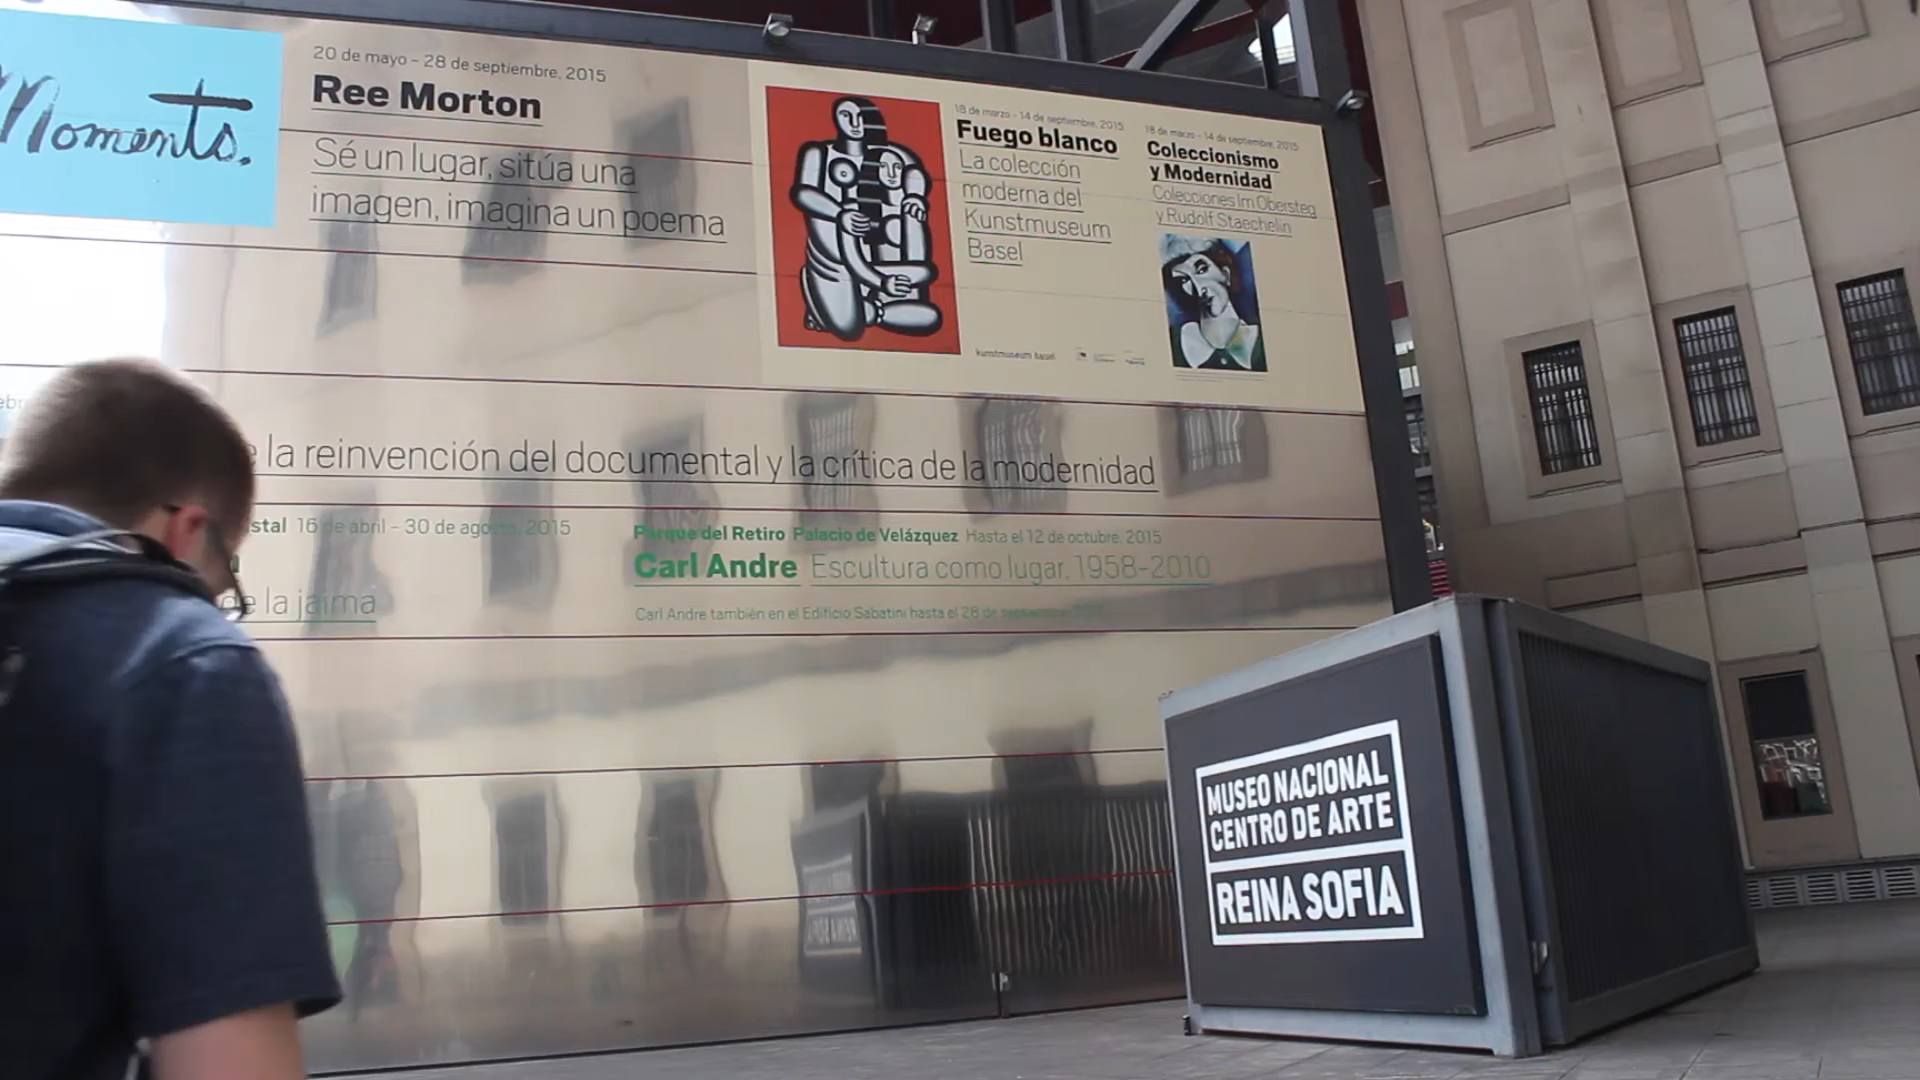 Moments.
20 de mayo – 28 de septiembre, 2015
Ree Morton
Sé un lugar, sitúa una
imagen, imagina un poema
18 de marzo - 14 de septiembre, 2015
Fuego blanco
La colección
moderna del
Kunstmuseum
Basel
kunstmuseum basel
18 de marzo - 14 de septiembre, 2015
Coleccionismo
y Modernidad
Colecciones Im Obersteg
y Rudolf Staechelin
la reinvención del documental y la crítica de la modernidad
stal 16 de abril – 30 de agosto, 2015
de la jaima
Parque del Retiro Palacio de Velázquez Hasta el 12 de octubre, 2015
Carl Andre Escultura como lugar, 1958-2010
Carl Andre también en el Edificio Sabatini hasta el 28 de septiembre
MUSEO NACIONAL
CENTRO DE ARTE
REINA SOFIA